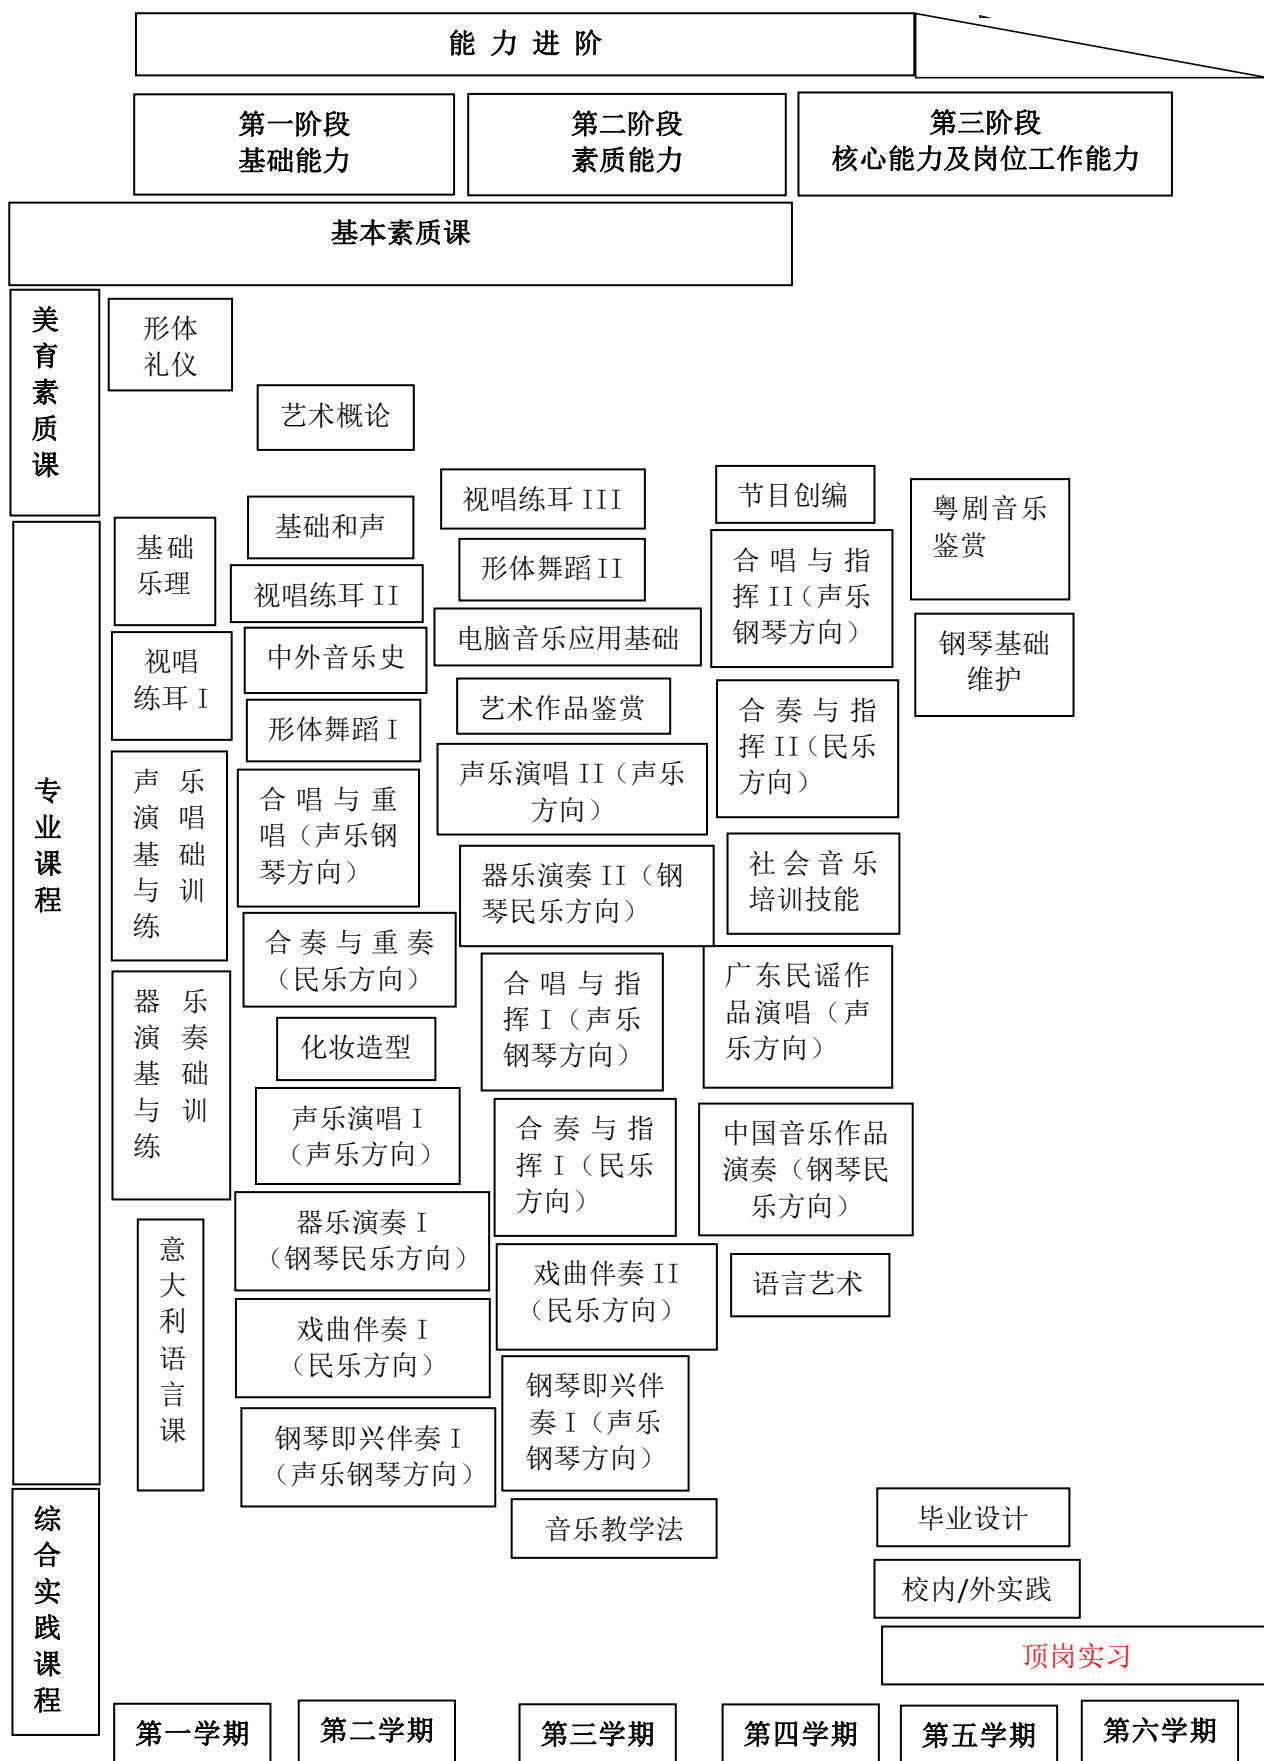 能 力 进 阶
第一阶段
基础能力
第二阶段
素质能力
第三阶段
核心能力及岗位工作能力
基本素质课
美
育
素
质
课
形体
礼仪
艺术概论
专
业
课
程
基础
乐理
视唱
练耳 I
声乐
演唱
基础
与训
练
器乐
演奏
基础
与训
练
意
大
利
语
言
课
基础和声
视唱练耳 II
中外音乐史
形体舞蹈 I
合唱与重
唱（声乐钢
琴方向）
合奏与重奏
（民乐方向）
化妆造型
声乐演唱 I
（声乐方向）
器乐演奏 I
（钢琴民乐方向）
戏曲伴奏 I
（民乐方向）
钢琴即兴伴奏 I
（声乐钢琴方向）
视唱练耳 III
形体舞蹈 II
电脑音乐应用基础
艺术作品鉴赏
声乐演唱 II（声乐
方向）
器乐演奏 II（钢
琴民乐方向）
合唱与指
挥 I（声乐
钢琴方向）
合奏与指
挥 I（民乐
方向）
戏曲伴奏 II
（民乐方向）
钢琴即兴伴
奏 I（声乐
钢琴方向）
音乐教学法
节目创编
合唱与指
挥 II（声乐
钢琴方向）
合奏与指
挥 II（民乐
方向）
社会音乐
培训技能
广东民谣作
品演唱（声
乐方向）
中国音乐作品
演奏（钢琴民
乐方向）
语言艺术
粤剧音乐
鉴赏
钢琴基础
维护
综
合
实
践
课
程
毕业设计
校内/外实践
顶岗实习
第一学期
第二学期
第三学期
第四学期
第五学期
第六学期